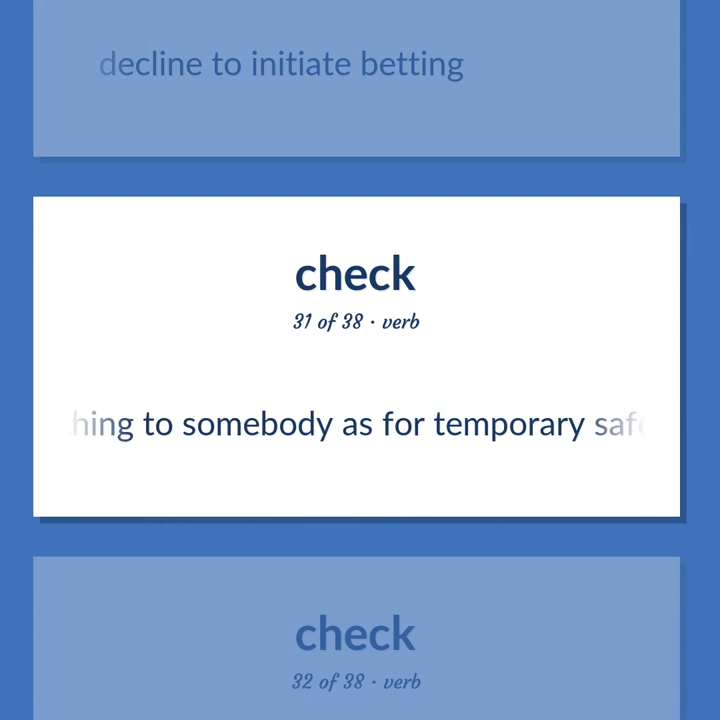 decline to initiate betting
check
31 of 38 · verb
hing to somebody as for temporary safe
check
32 of 38 · verb